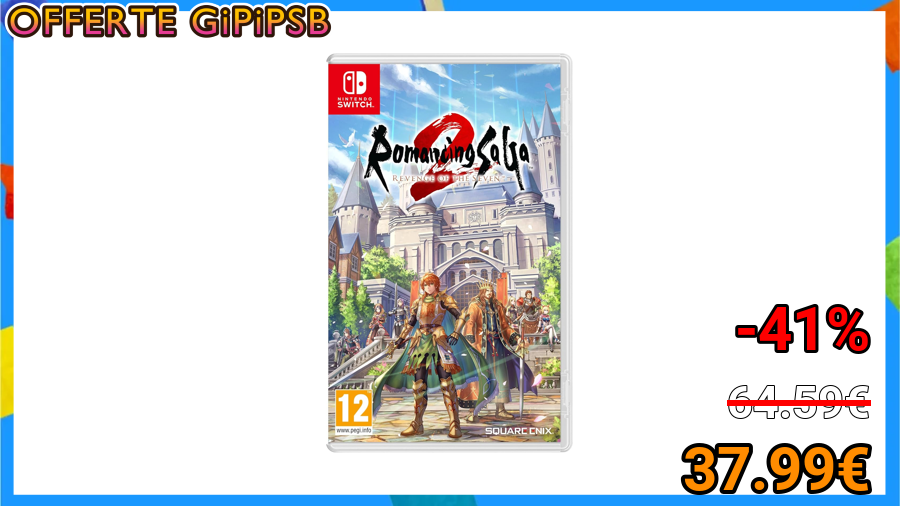 OFFERTE GiPiPSB
NINTENDO
SWITCH.
Romancing SaGa
2
REVENGE OF THE SEVEN
12
www.pegi.info
SQUARE ENIX
-41%
64.59€
37.99€